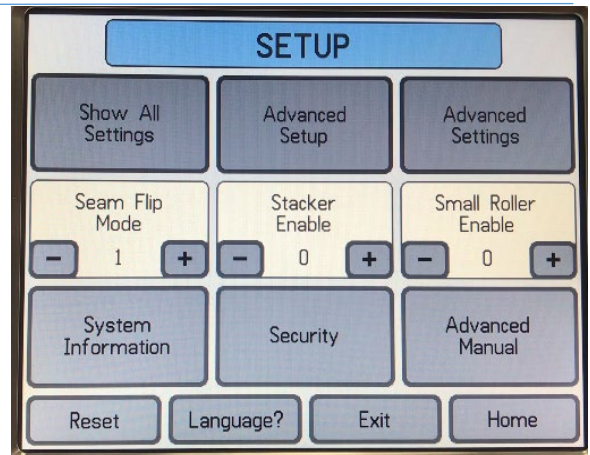 SETUP
Show All
Settings
Advanced
Setup
Advanced
Settings
Seam Flip
Mode
- 1 +
Stacker
Enable
- 0 +
Small Roller
Enable
- 0 +
System
Information
Security
Advanced
Manual
Reset
Language?
Exit
Home